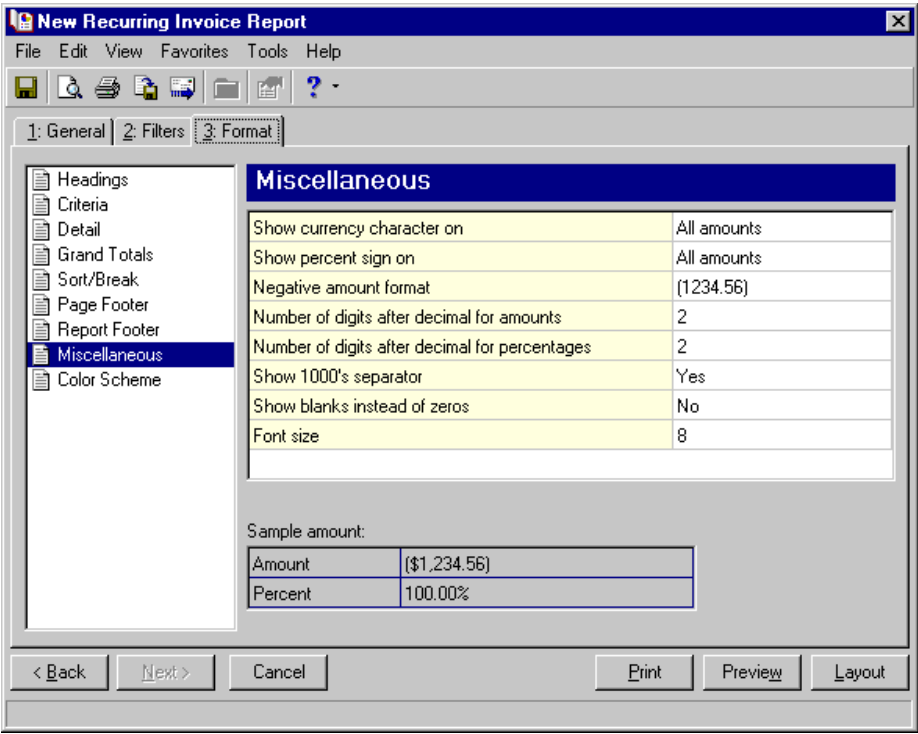 New Recurring Invoice Report
File Edit View Favorites Tools Help
?
1: General 2: Filters 3: Format
Headings
Criteria
Detail
Grand Totals
Sort/Break
Page Footer
Report Footer
Miscellaneous
Color Scheme
Miscellaneous
Show currency character on All amounts
Show percent sign on All amounts
Negative amount format (1234.56)
Number of digits after decimal for amounts 2
Number of digits after decimal for percentages 2
Show 1000's separator Yes
Show blanks instead of zeros No
Font size 8
Sample amount:
Amount ($1,234.56)
Percent 100.00%
< Back Next > Cancel Print Preview Layout